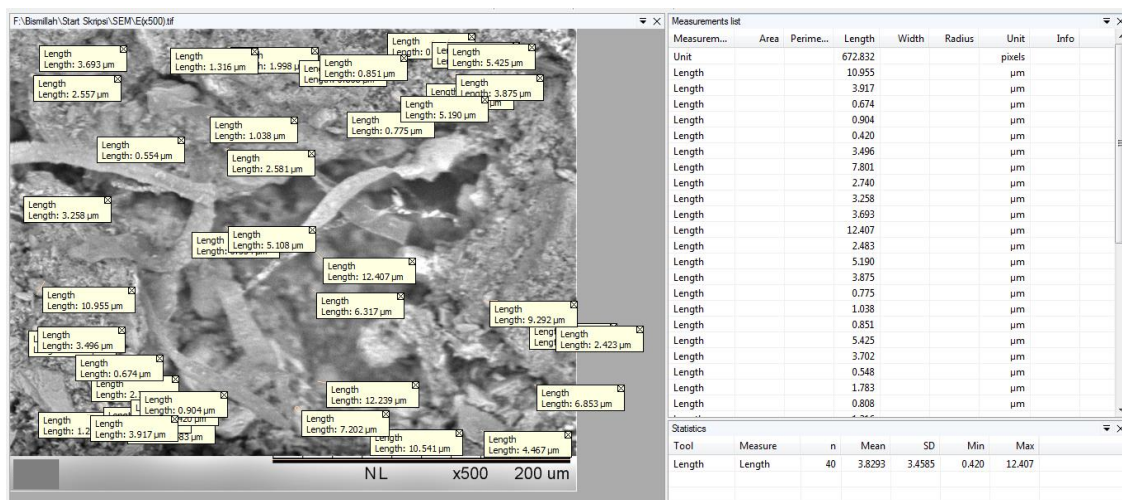 F:\Bismillah\Start Skripsi\SEM\E(x500).tif
Length
Length: 3.693 µm
Length
Length: 1.316 µm
Length: 1.998 µm
Length
Length: 0.851 µm
Length
Length: 0
Length
Length: 5.425 µm
Length
Length: 2.557 µm
Length
Length: 3.875 µm
Length
Length: 5.190 µm
Length
Length: 0.775 µm
Length
Length: 1.038 µm
Length
Length: 0.554 µm
Length
Length: 2.581 µm
Length
Length: 3.258 µm
Length
Length: 5.108 µm
Length
Length: 12.407 µm
Length
Length: 10.955 µm
Length
Length: 6.317 µm
Length
Length: 9.292 µm
Length
Length: 3.496 µm
Length
Length: 2.423 µm
Length
Length: 0.674 µm
Length
Length: 12.239 µm
Length
Length: 6.853 µm
Length
Length: 0.904 µm
Length
Length: 3.917 µm
Length
Length: 7.202 µm
Length: 10.541 µm
Length
Length: 4.467 µm
NL x500 200 um
Measurements list
Measurem... Area Perime... Length Width Radius Unit Info
Unit 672.832 pixels
Length 10.955 µm
Length 3.917 µm
Length 0.674 µm
Length 0.904 µm
Length 0.420 µm
Length 3.496 µm
Length 7.801 µm
Length 2.740 µm
Length 3.258 µm
Length 3.693 µm
Length 12.407 µm
Length 2.483 µm
Length 5.190 µm
Length 3.875 µm
Length 0.775 µm
Length 1.038 µm
Length 0.851 µm
Length 5.425 µm
Length 3.702 µm
Length 0.548 µm
Length 1.783 µm
Length 0.808 µm
Statistics
Tool Measure n Mean SD Min Max
Length Length 40 3.8293 3.4585 0.420 12.407